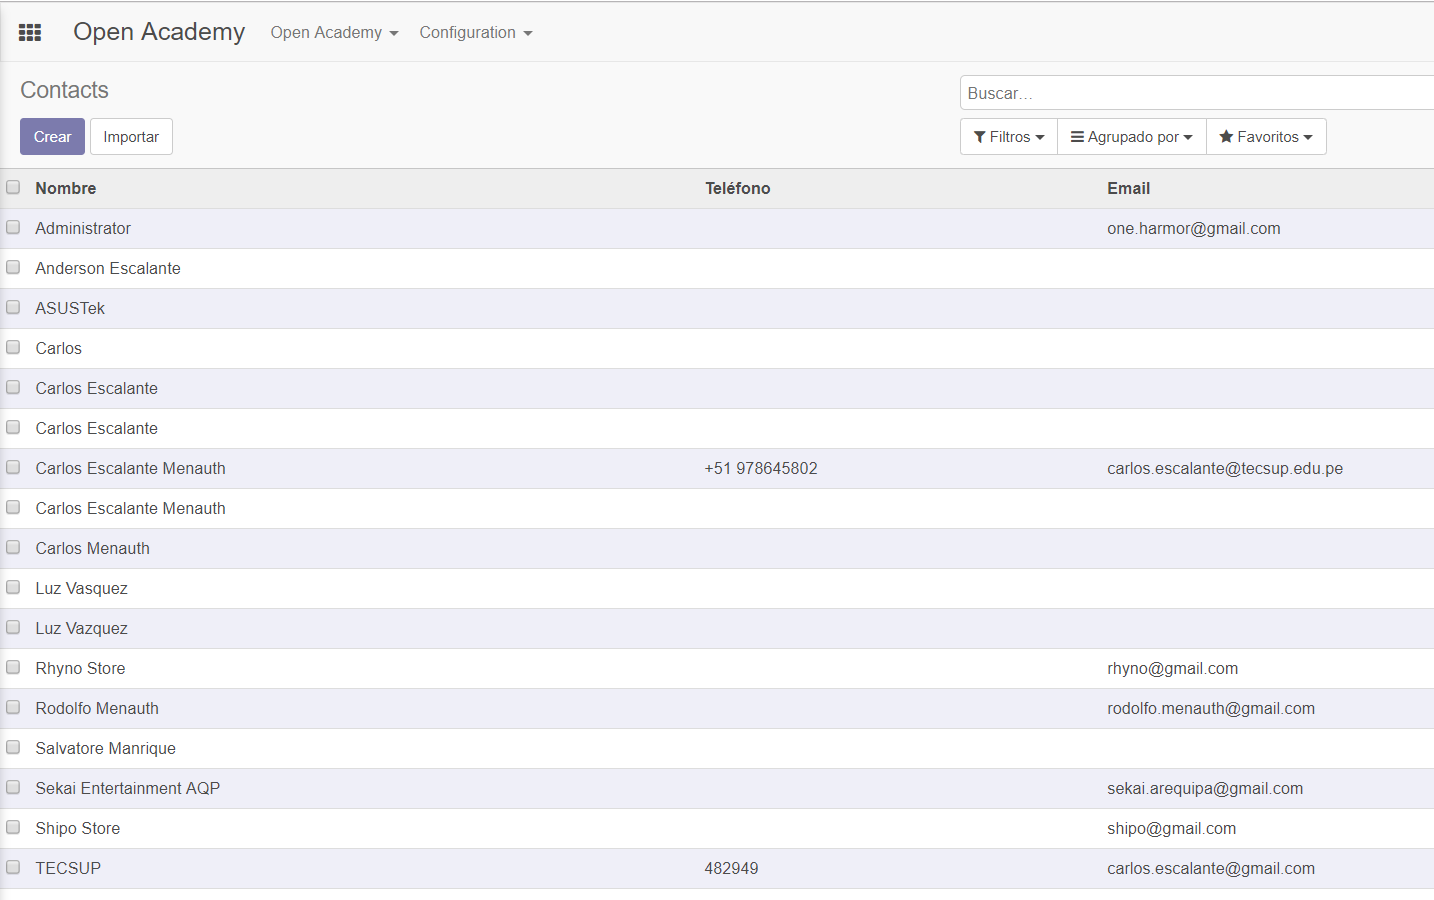 Open Academy Open Academy Configuration
Contacts
Buscar...
Crear Importar Filtros Agrupado por Favoritos
Nombre Teléfono Email
Administrator one.harmor@gmail.com
Anderson Escalante
ASUSTek
Carlos
Carlos Escalante
Carlos Escalante
Carlos Escalante Menauth +51 978645802 carlos.escalante@tecsup.edu.pe
Carlos Escalante Menauth
Carlos Menauth
Luz Vasquez
Luz Vazquez
Rhyno Store rhyno@gmail.com
Rodolfo Menauth rodolfo.menauth@gmail.com
Salvatore Manrique
Sekai Entertainment AQP sekai.arequipa@gmail.com
Shipo Store shipo@gmail.com
TECSUP 482949 carlos.escalante@gmail.com